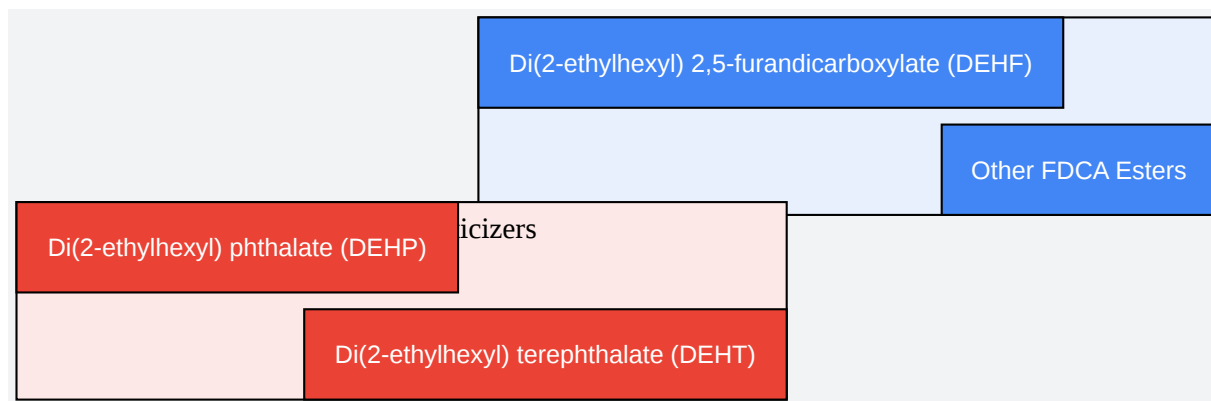 Di(2-ethylhexyl) 2,5-furandicarboxylate (DEHF)
Other FDCA Esters
Di(2-ethylhexyl) phthalate (DEHP)
Di(2-ethylhexyl) terephthalate (DEHT)